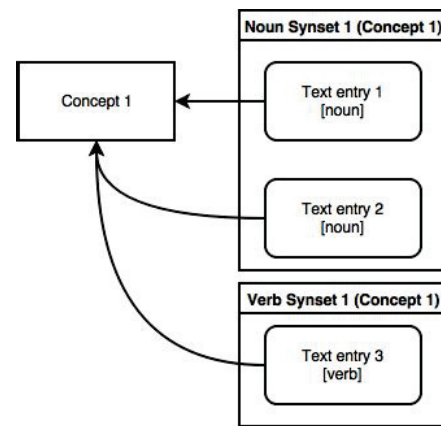 Noun Synset 1 (Concept 1)
Concept 1
Text entry 1
[noun]
Text entry 2
[noun]
Verb Synset 1 (Concept 1)
Text entry 3
[verb]